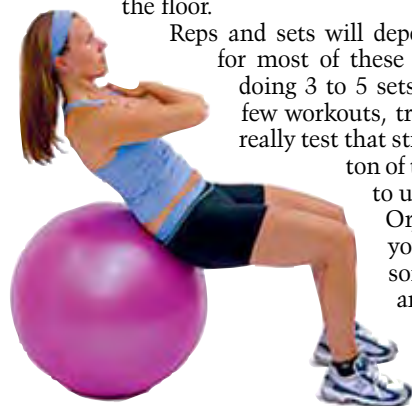 the floor.
Reps and sets will depe
for most of these
doing 3 to 5 sets
few workouts, tr
really test that st
ton of t
to u
Or
yo
so
a